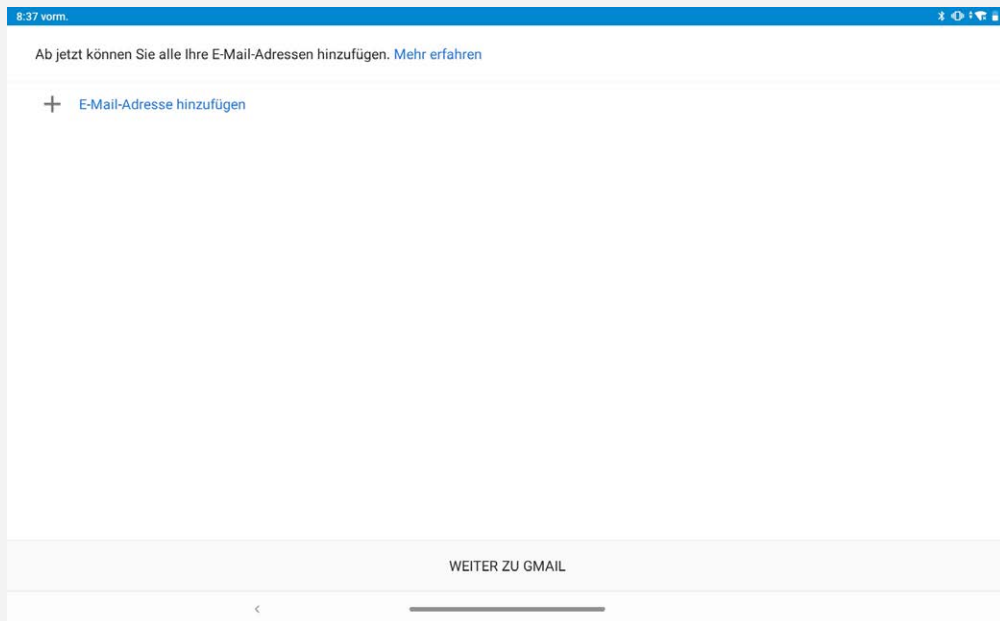 8:37 vorm.
Ab jetzt können Sie alle Ihre E-Mail-Adressen hinzufügen. Mehr erfahren
E-Mail-Adresse hinzufügen
WEITER ZU GMAIL